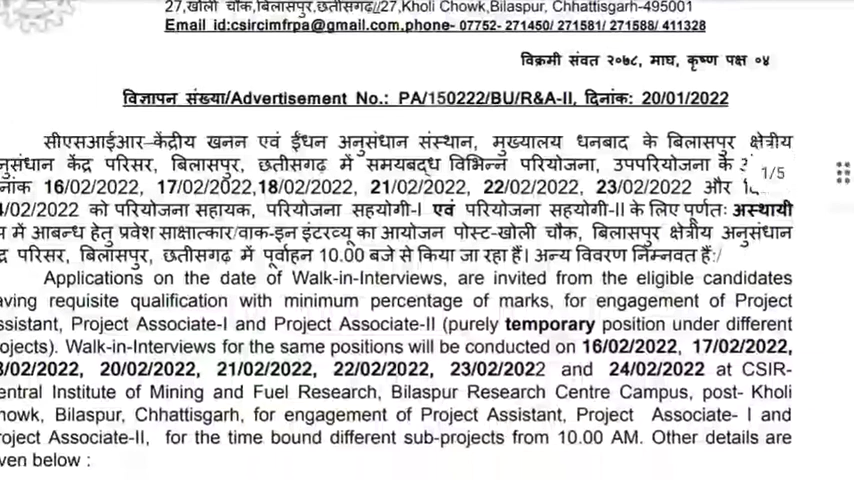 27,खोली चौक,बिलासपुर,छतीसगढ़//27,Kholi Chowk,Bilaspur, Chhattisgarh-495001
Email id:csircimfrpa@gmail.com,phone- 07752- 271450/ 271581/ 271588/ 411328
विक्रमी संवत २०७८, माघ, कृष्ण पक्ष ०४
विज्ञापन संख्या/Advertisement No.: PA/150222/BU/R&A-II, दिनांक: 20/01/2022
सीएसआईआर–केंद्रीय खनन एवं ईंधन अनुसंधान संस्थान, मुख्यालय धनबाद के बिलासपुर क्षेत्रीय
नुसंधान केंद्र परिसर, बिलासपुर, छतीसगढ़ में समयबद्ध विभिन्न परियोजना, उपपरियोजना के
1/5
नांक 16/02/2022, 17/02/2022,18/02/2022, 21/02/2022, 22/02/2022, 23/02/2022 और
/02/2022 को परियोजना सहायक, परियोजना सहयोगी-I एवं परियोजना सहयोगी-II के लिए पूर्णतः अस्थायी
में आबन्ध हेतु प्रवेश साक्षात्कार/वाक-इन इंटरव्यू का आयोजन पोस्ट-खोली चौक, बिलासपुर क्षेत्रीय अनुसंधान
द्र परिसर, बिलासपुर, छतीसगढ़ में पूर्वाहन 10.00 बजे से किया जा रहा हैं। अन्य विवरण निम्नवत हैं:/
Applications on the date of Walk-in-Interviews, are invited from the eligible candidates
aving requisite qualification with minimum percentage of marks, for engagement of Project
ssistant, Project Associate-I and Project Associate-II (purely temporary position under different
ojects). Walk-in-Interviews for the same positions will be conducted on 16/02/2022, 17/02/2022,
8/02/2022, 20/02/2022, 21/02/2022, 22/02/2022, 23/02/2022 and 24/02/2022 at CSIR-
entral Institute of Mining and Fuel Research, Bilaspur Research Centre Campus, post- Kholi
howk, Bilaspur, Chhattisgarh, for engagement of Project Assistant, Project Associate- I and
roject Associate-II, for the time bound different sub-projects from 10.00 AM. Other details are
ven below :